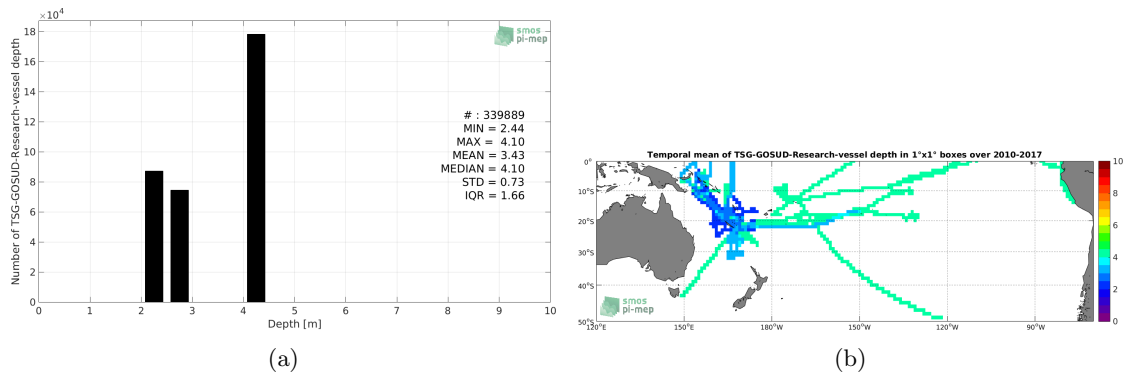 ×10⁴
18
16
14
12
10
8
6
4
2
0
Number of TSG-GOSUD-Research-vessel depth
smos
pi-mep
# : 339889
MIN = 2.44
MAX = 4.10
MEAN = 3.43
MEDIAN = 4.10
STD = 0.73
IQR = 1.66
0 1 2 3 4 5 6 7 8 9 10
Depth [m]
(a)
Temporal mean of TSG-GOSUD-Research-vessel depth in 1°x1° boxes over 2010-2017
0°
10°S
20°S
30°S
40°S
50°S
120°E 150°E 180°W 150°W 120°W 90°W
smos
pi-mep
10
8
6
4
2
0
(b)